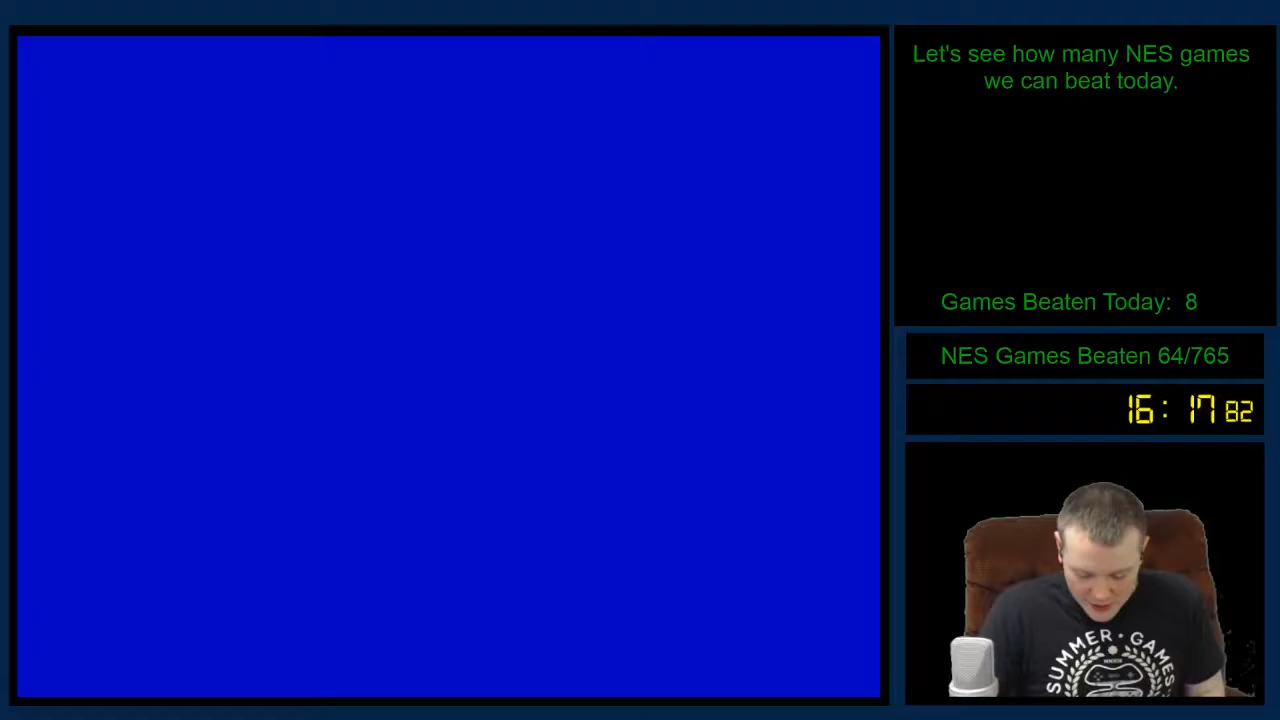 Let's see how many NES games
we can beat today.
Games Beaten Today: 8
NES Games Beaten 64/765
16:17 82
SUMMER·GAMES